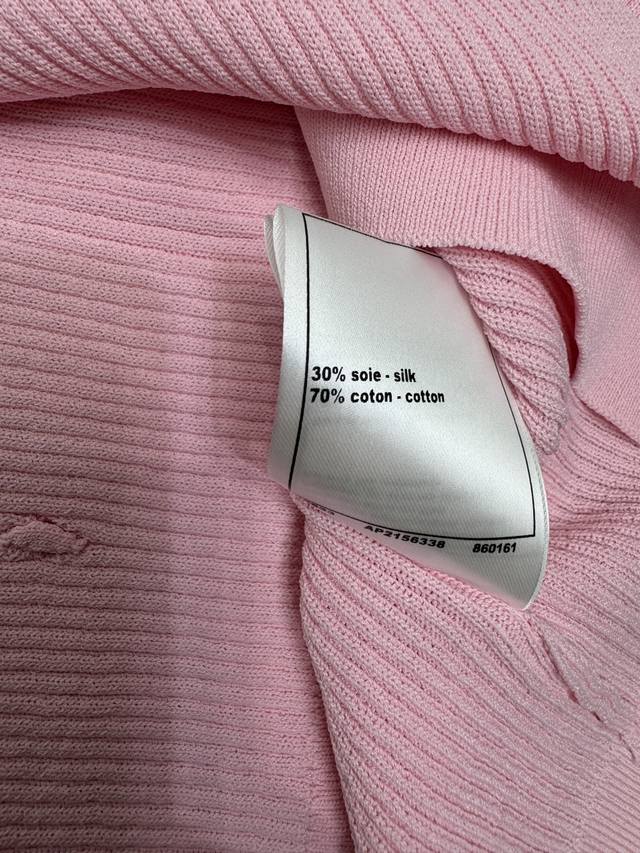 30% soie - silk
70% coton - cotton
AP2156338 860161